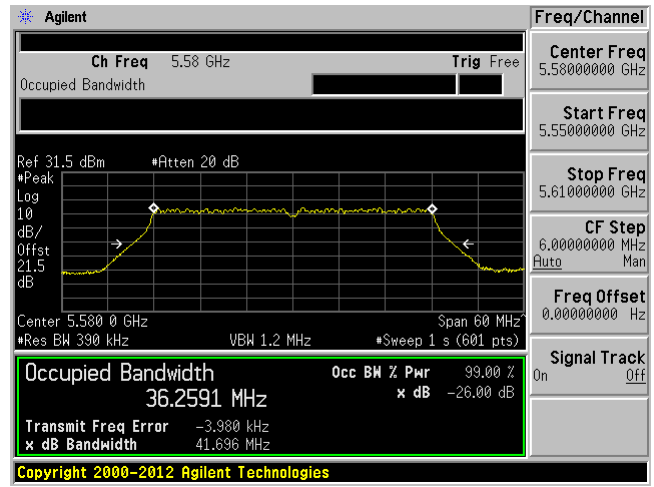 Agilent
Freq/Channel
Ch Freq 5.58 GHz Trig Free
Occupied Bandwidth
Center Freq
5.58000000 GHz
Start Freq
5.55000000 GHz
Stop Freq
5.61000000 GHz
CF Step
6.00000000 MHz
Auto Man
Freq Offset
0.00000000 Hz
Signal Track
On Off
Ref 31.5 dBm #Atten 20 dB
#Peak
Log
10
dB/
Offst
21.5
dB
Center 5.580 0 GHz Span 60 MHz^
#Res BW 390 kHz VBW 1.2 MHz #Sweep 1 s (601 pts)
Occupied Bandwidth Occ BW % Pwr 99.00 %
36.2591 MHz x dB -26.00 dB
Transmit Freq Error -3.980 kHz
x dB Bandwidth 41.696 MHz
Copyright 2000-2012 Agilent Technologies